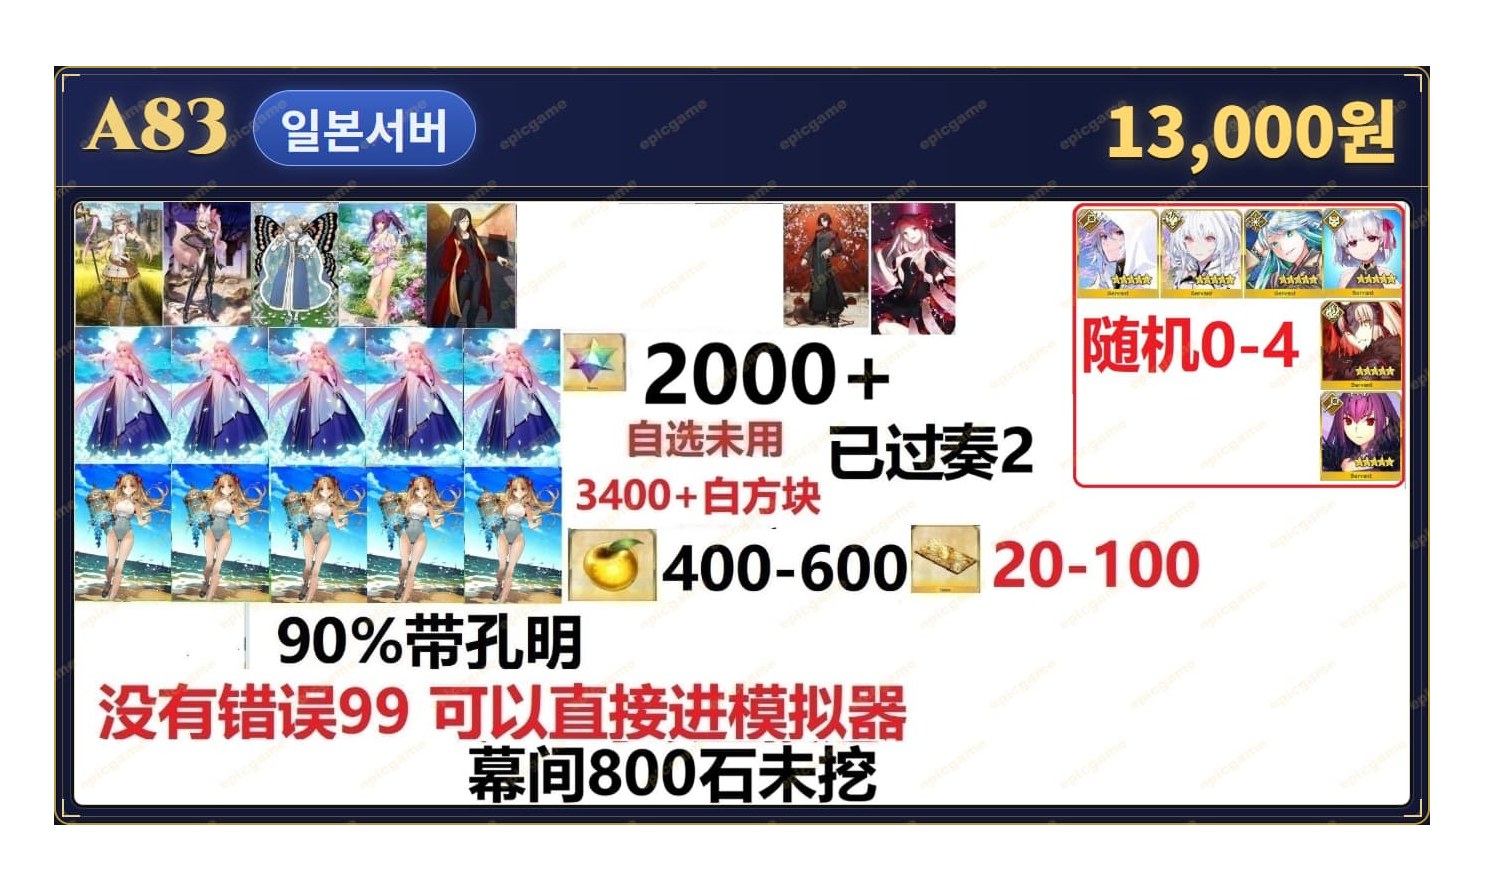 A83 일본서버 13,000원
随机0-4
2000+
自选未用
已过奏2
3400+白方块
400-600 20-100
90%带孔明
没有错误99 可以直接进模拟器
幕间800石未挖
epicgame